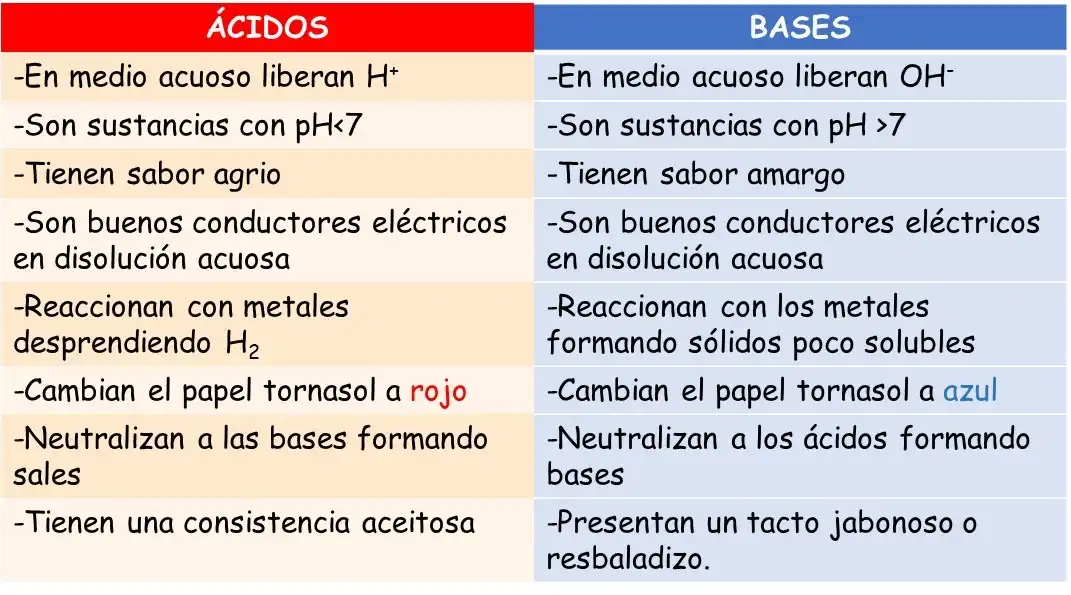 ÁCIDOS
BASES
-En medio acuoso liberan H⁺
-En medio acuoso liberan OH⁻
-Son sustancias con pH<7
-Son sustancias con pH >7
-Tienen sabor agrio
-Tienen sabor amargo
-Son buenos conductores eléctricos
en disolución acuosa
-Son buenos conductores eléctricos
en disolución acuosa
-Reaccionan con metales
desprendiendo H₂
-Reaccionan con los metales
formando sólidos poco solubles
-Cambian el papel tornasol a rojo
-Cambian el papel tornasol a azul
-Neutralizan a las bases formando
sales
-Neutralizan a los ácidos formando
bases
-Tienen una consistencia aceitosa
-Presentan un tacto jabonoso o
resbaladizo.